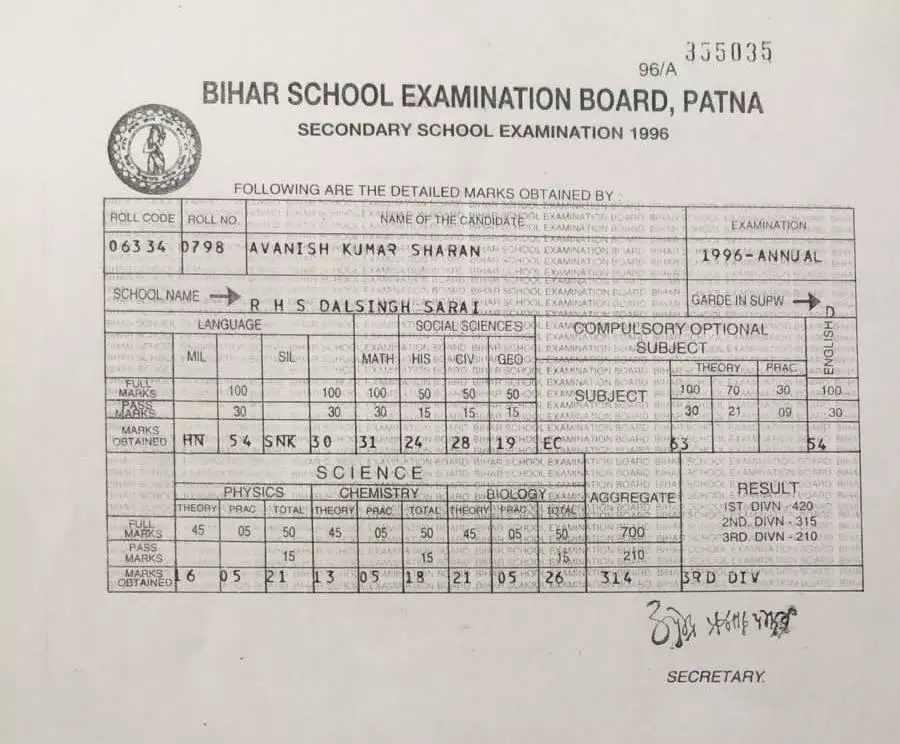 96/A 355035
BIHAR SCHOOL EXAMINATION BOARD, PATNA
SECONDARY SCHOOL EXAMINATION 1996
FOLLOWING ARE THE DETAILED MARKS OBTAINED BY :
ROLL CODE ROLL NO. NAME OF THE CANDIDATE EXAMINATION
06334 0798 AVANISH KUMAR SHARAN 1996-ANNUAL
SCHOOL NAME R H S DALSINGH SARAI GARDE IN SUPW D
LANGUAGE SOCIAL SCIENCES COMPULSORY OPTIONAL SUBJECT ENGLISH
MIL SIL MATH HIS CIV GEO THEORY PRAC
FULL MARKS 100 100 100 50 50 50 SUBJECT 100 70 30 100
PASS MARKS 30 30 30 15 15 15 30 21 09 30
MARKS OBTAINED HN 54 SNK 30 31 24 28 19 EC 63 54
SCIENCE
PHYSICS CHEMISTRY BIOLOGY AGGREGATE RESULT
THEORY PRAC TOTAL THEORY PRAC TOTAL THEORY PRAC TOTAL
1ST. DIVN - 420
2ND. DIVN - 315
3RD. DIVN - 210
FULL MARKS 45 05 50 45 05 50 45 05 50 700
PASS MARKS 15 15 15 210
MARKS OBTAINED 16 05 21 13 05 18 21 05 26 314 3RD DIV
SECRETARY.